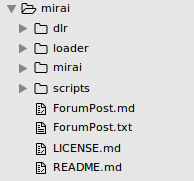 mirai
dlr
loader
mirai
scripts
ForumPost.md
ForumPost.txt
LICENSE.md
README.md